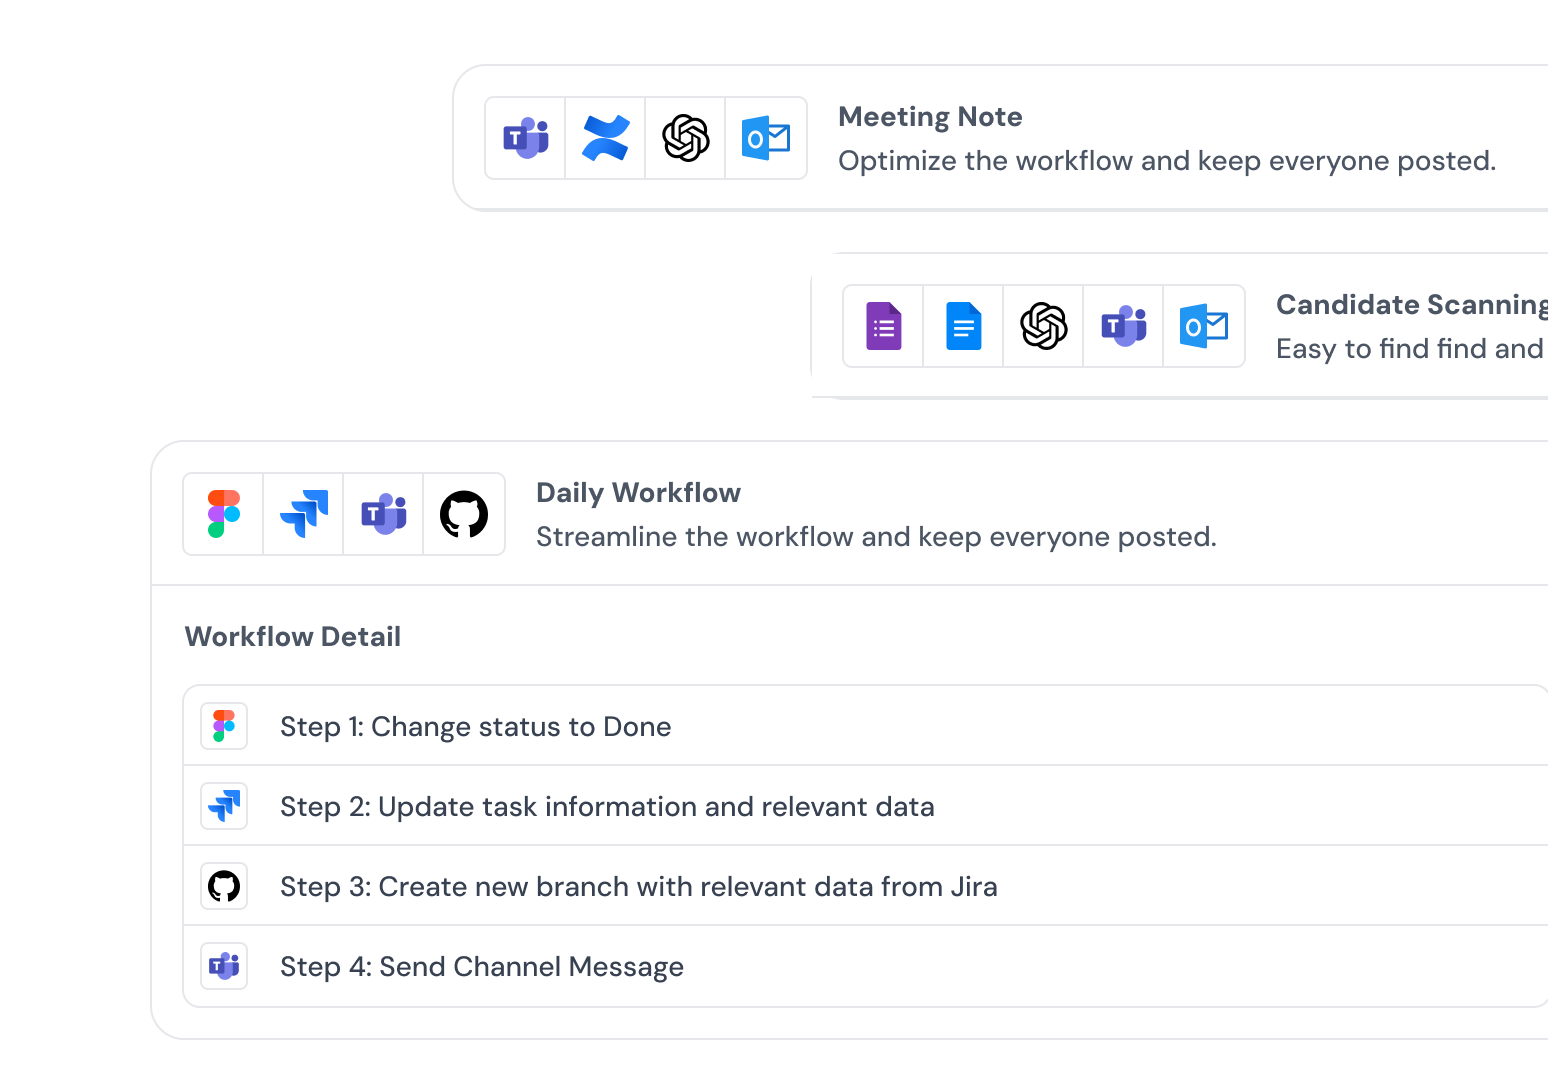 Meeting Note
Optimize the workflow and keep everyone posted.
Candidate Scanning
Easy to find find and
Daily Workflow
Streamline the workflow and keep everyone posted.
Workflow Detail
Step 1: Change status to Done
Step 2: Update task information and relevant data
Step 3: Create new branch with relevant data from Jira
Step 4: Send Channel Message